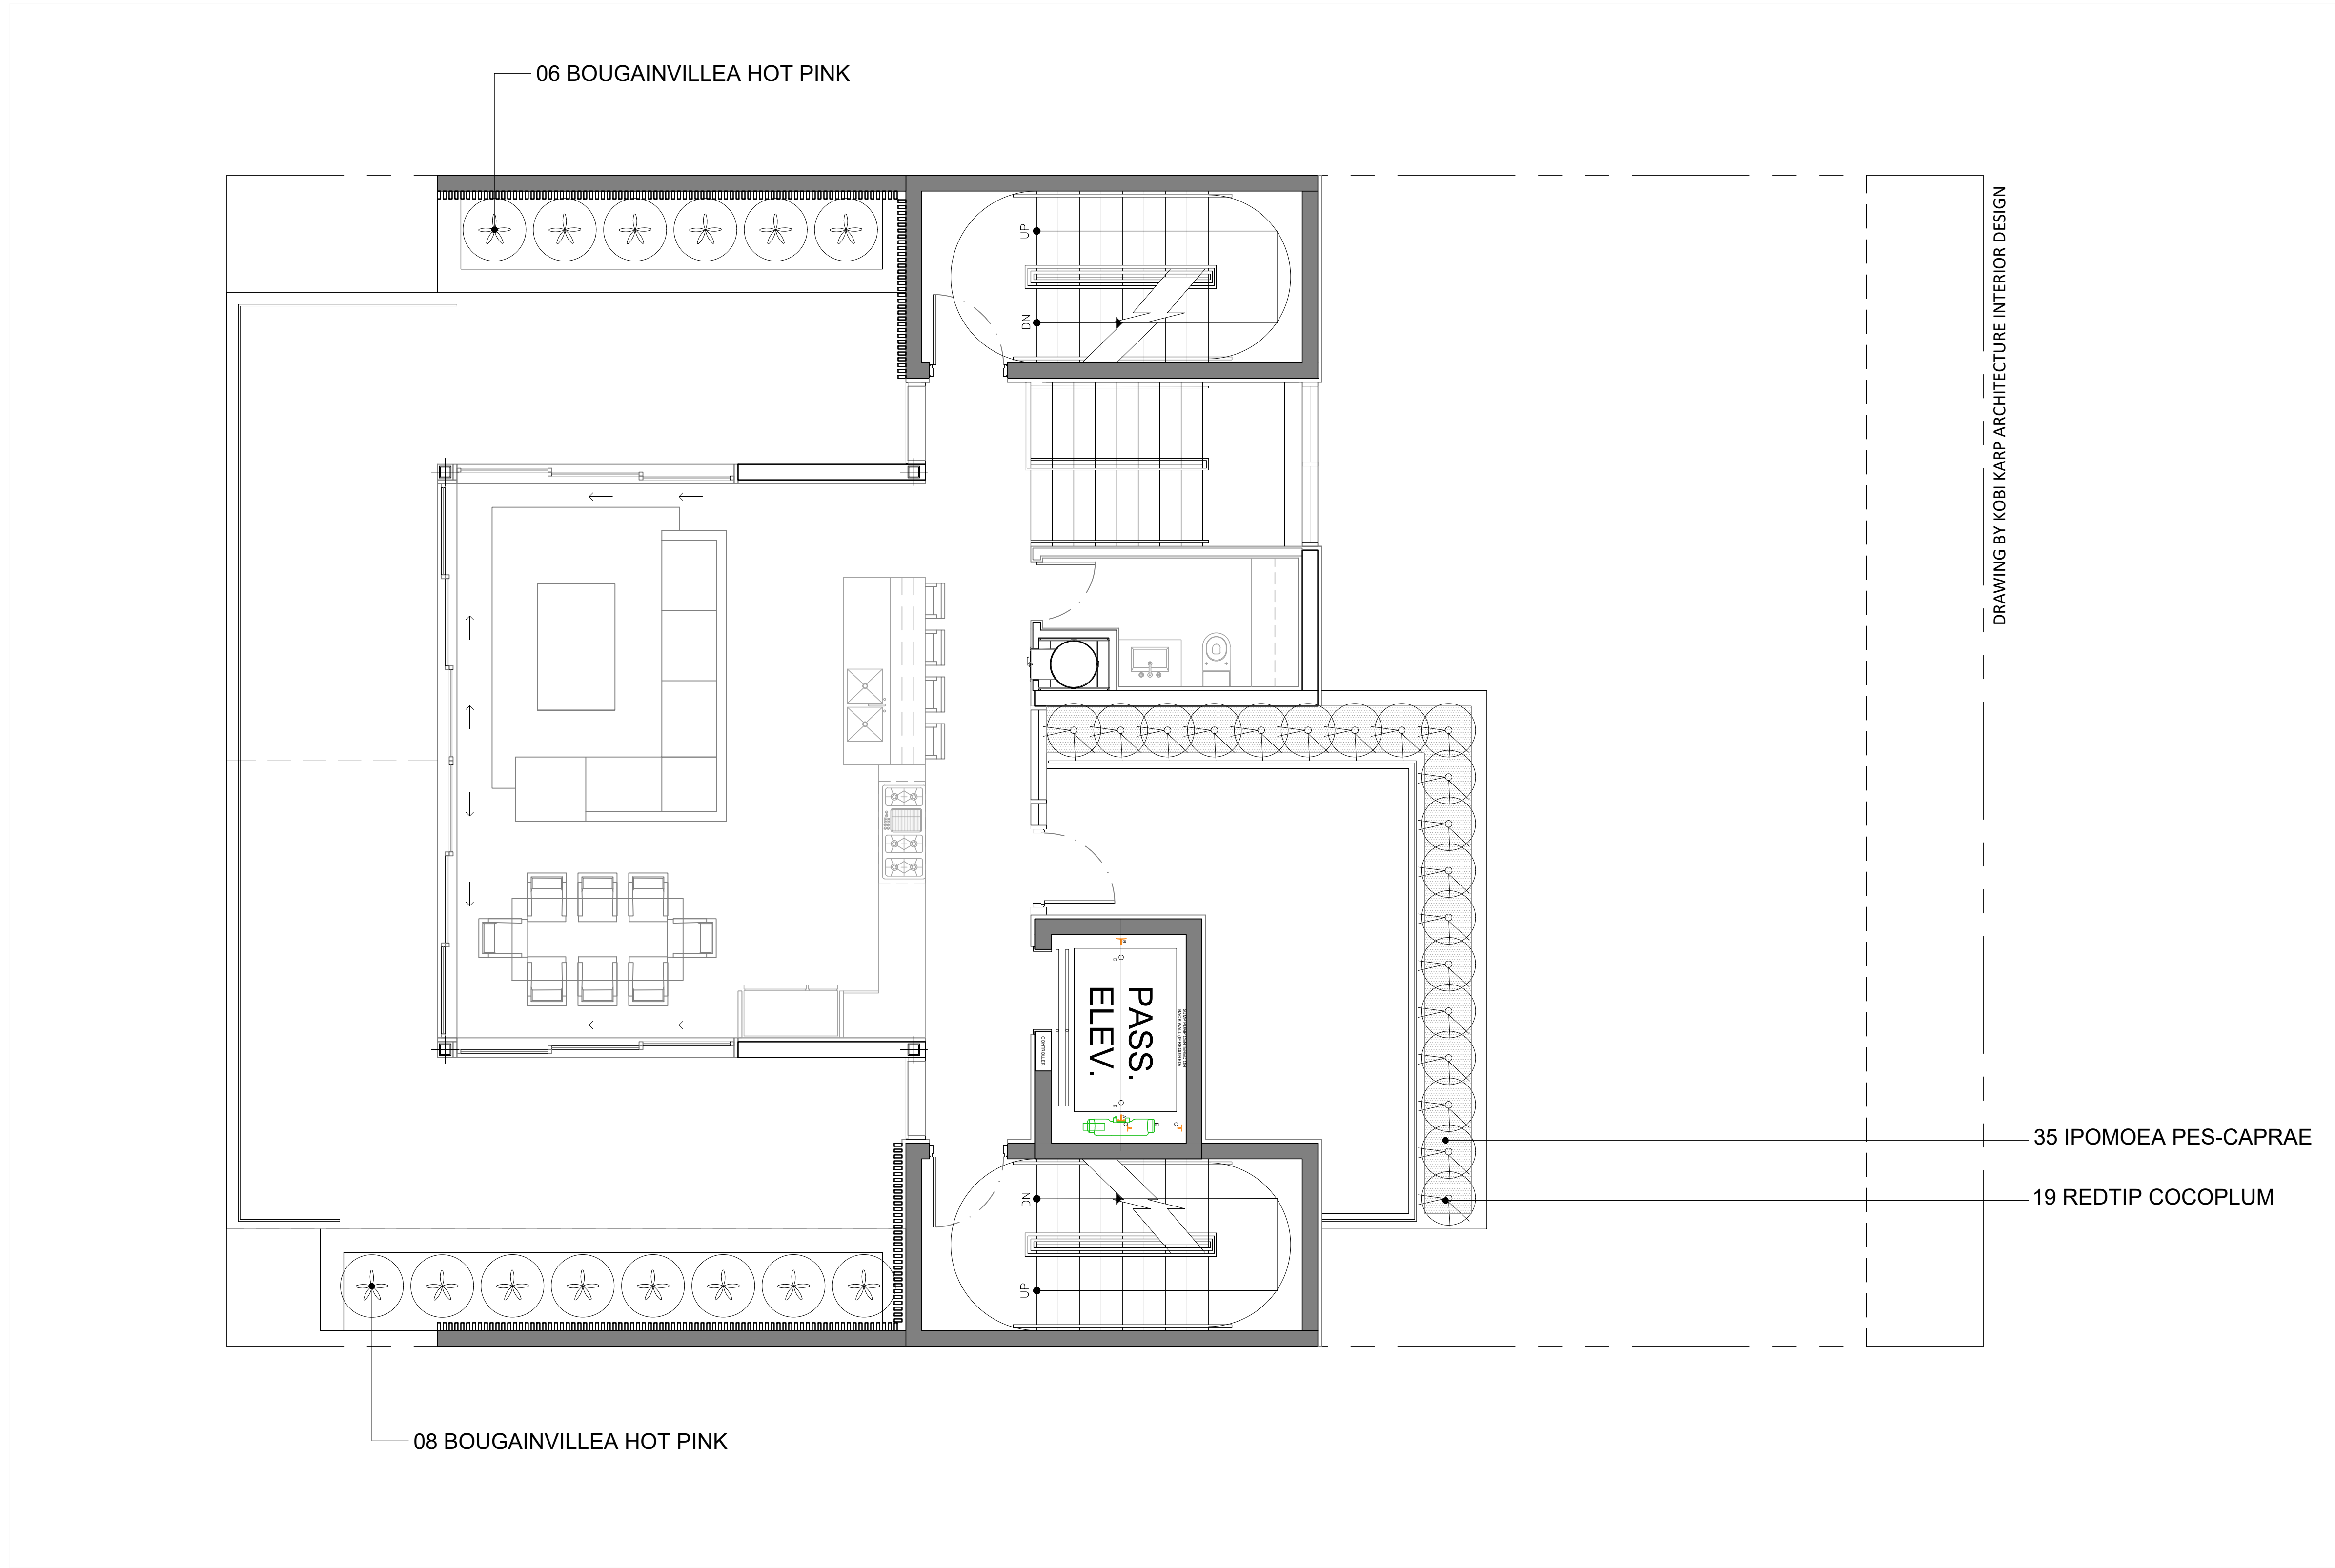 06 BOUGAINVILLEA HOT PINK
DRAWING BY KOBI KARP ARCHITECTURE INTERIOR DESIGN
UP
DN
PASS.
ELEV.
CONTROLLER
DN
UP
35 IPOMOEA PES-CAPRAE
19 REDTIP COCOPLUM
08 BOUGAINVILLEA HOT PINK